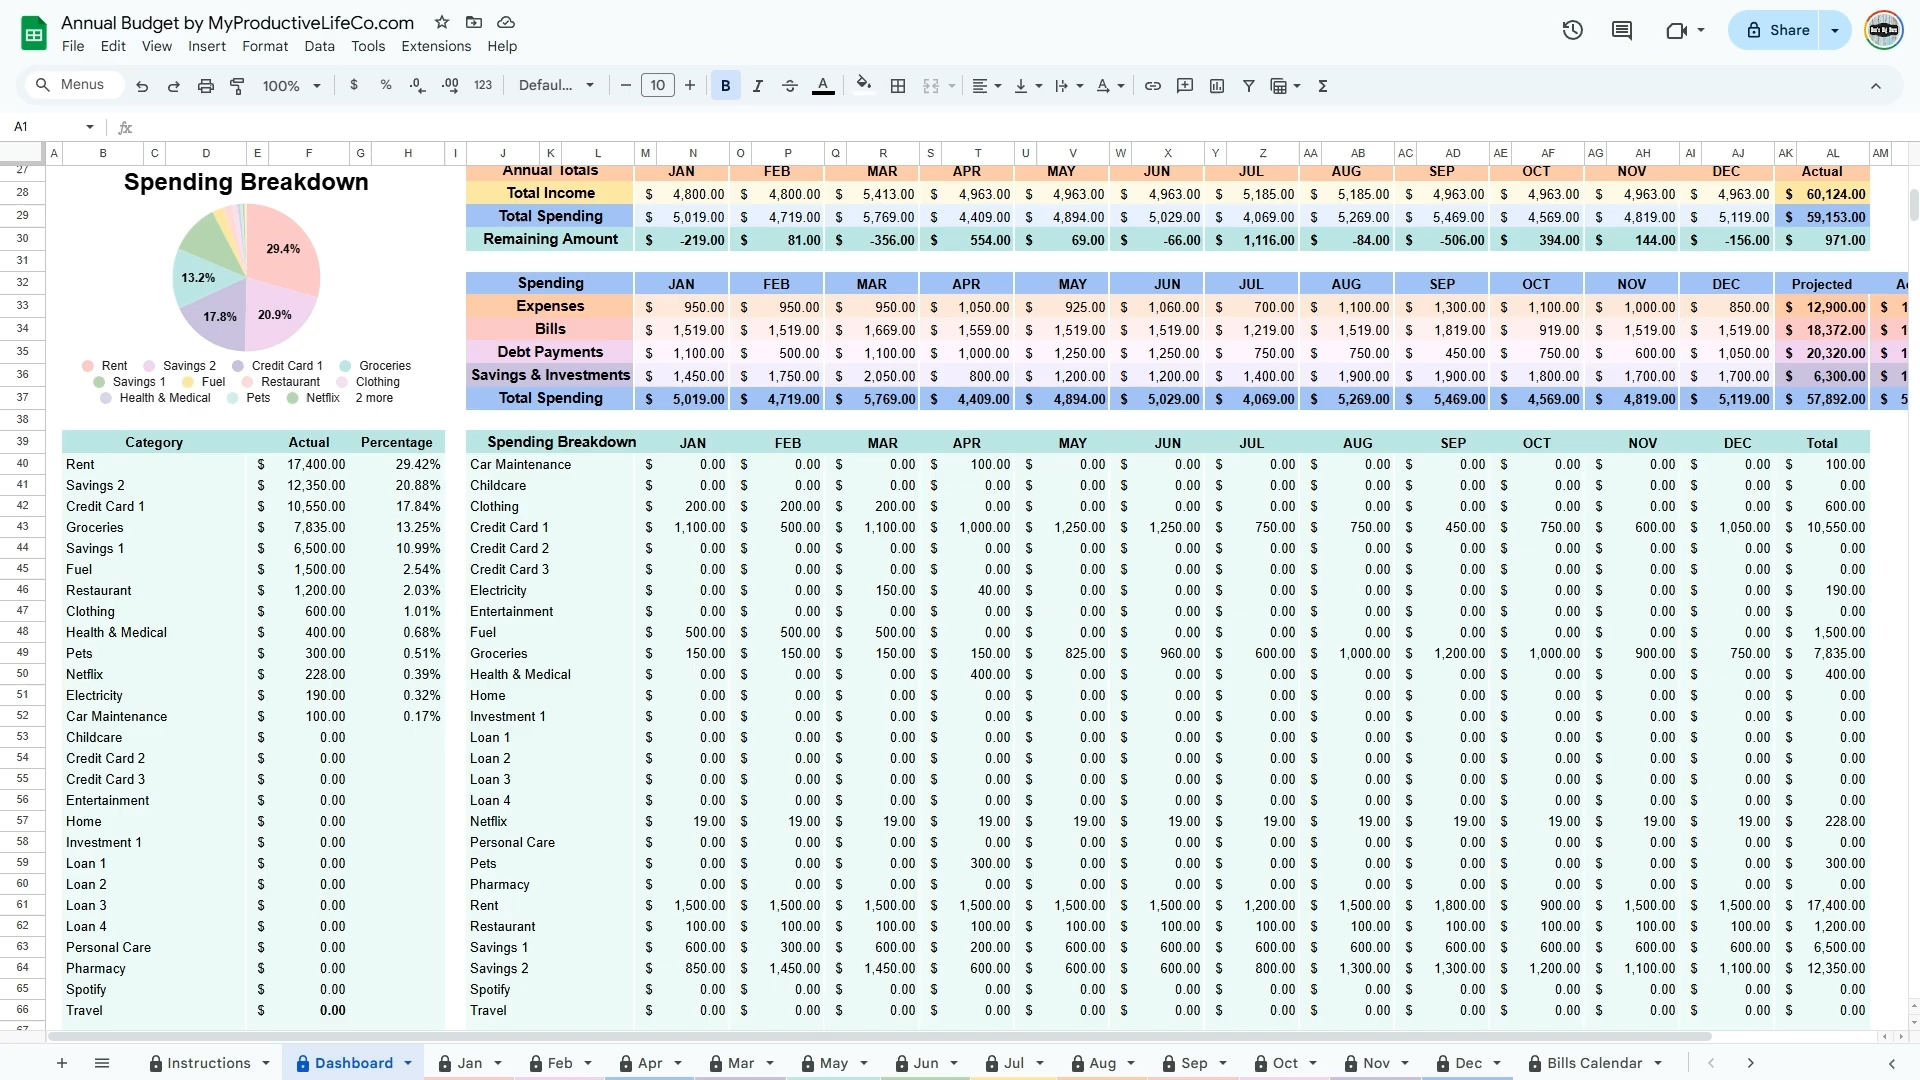 Annual Budget by MyProductiveLifeCo.com
File Edit View Insert Format Data Tools Extensions Help
Share
Menus 100% $ % .0 .00 123 Defaul... − 10 + B I A Σ
A1 fx
A B C D E F G H I J K L M N O P Q R S T U V W X Y Z AA AB AC AD AE AF AG AH AI AJ AK AL AM
27 Annual Totals JAN FEB MAR APR MAY JUN JUL AUG SEP OCT NOV DEC Actual
Spending Breakdown
28 Total Income $ 4,800.00 $ 4,800.00 $ 5,413.00 $ 4,963.00 $ 4,963.00 $ 4,963.00 $ 5,185.00 $ 5,185.00 $ 4,963.00 $ 4,963.00 $ 4,963.00 $ 4,963.00 $ 60,124.00
29 Total Spending $ 5,019.00 $ 4,719.00 $ 5,769.00 $ 4,409.00 $ 4,894.00 $ 5,029.00 $ 4,069.00 $ 5,269.00 $ 5,469.00 $ 4,569.00 $ 4,819.00 $ 5,119.00 $ 59,153.00
30 Remaining Amount $ -219.00 $ 81.00 $ -356.00 $ 554.00 $ 69.00 $ -66.00 $ 1,116.00 $ -84.00 $ -506.00 $ 394.00 $ 144.00 $ -156.00 $ 971.00
31
32 Spending JAN FEB MAR APR MAY JUN JUL AUG SEP OCT NOV DEC Projected
33 Expenses $ 950.00 $ 950.00 $ 950.00 $ 1,050.00 $ 925.00 $ 1,060.00 $ 700.00 $ 1,100.00 $ 1,300.00 $ 1,100.00 $ 1,000.00 $ 850.00 $ 12,900.00 $ 1
34 Bills $ 1,519.00 $ 1,519.00 $ 1,669.00 $ 1,559.00 $ 1,519.00 $ 1,519.00 $ 1,219.00 $ 1,519.00 $ 1,819.00 $ 919.00 $ 1,519.00 $ 1,519.00 $ 18,372.00 $ 1
35 Debt Payments $ 1,100.00 $ 500.00 $ 1,100.00 $ 1,000.00 $ 1,250.00 $ 1,250.00 $ 750.00 $ 750.00 $ 450.00 $ 750.00 $ 600.00 $ 1,050.00 $ 20,320.00 $ 1
36 Savings & Investments $ 1,450.00 $ 1,750.00 $ 2,050.00 $ 800.00 $ 1,200.00 $ 1,200.00 $ 1,400.00 $ 1,900.00 $ 1,900.00 $ 1,800.00 $ 1,700.00 $ 1,700.00 $ 6,300.00 $ 1
37 Total Spending $ 5,019.00 $ 4,719.00 $ 5,769.00 $ 4,409.00 $ 4,894.00 $ 5,029.00 $ 4,069.00 $ 5,269.00 $ 5,469.00 $ 4,569.00 $ 4,819.00 $ 5,119.00 $ 57,892.00 $ 5
29.4%
13.2%
17.8% 20.9%
Rent Savings 2 Credit Card 1 Groceries
Savings 1 Fuel Restaurant Clothing
Health & Medical Pets Netflix 2 more
38
39 Category Actual Percentage Spending Breakdown JAN FEB MAR APR MAY JUN JUL AUG SEP OCT NOV DEC Total
40 Rent $ 17,400.00 29.42% Car Maintenance $ 0.00 $ 0.00 $ 0.00 $ 100.00 $ 0.00 $ 0.00 $ 0.00 $ 0.00 $ 0.00 $ 0.00 $ 0.00 $ 0.00 $ 100.00
41 Savings 2 $ 12,350.00 20.88% Childcare $ 0.00 $ 0.00 $ 0.00 $ 0.00 $ 0.00 $ 0.00 $ 0.00 $ 0.00 $ 0.00 $ 0.00 $ 0.00 $ 0.00 $ 0.00
42 Credit Card 1 $ 10,550.00 17.84% Clothing $ 200.00 $ 200.00 $ 200.00 $ 0.00 $ 0.00 $ 0.00 $ 0.00 $ 0.00 $ 0.00 $ 0.00 $ 0.00 $ 0.00 $ 600.00
43 Groceries $ 7,835.00 13.25% Credit Card 1 $ 1,100.00 $ 500.00 $ 1,100.00 $ 1,000.00 $ 1,250.00 $ 1,250.00 $ 750.00 $ 750.00 $ 450.00 $ 750.00 $ 600.00 $ 1,050.00 $ 10,550.00
44 Savings 1 $ 6,500.00 10.99% Credit Card 2 $ 0.00 $ 0.00 $ 0.00 $ 0.00 $ 0.00 $ 0.00 $ 0.00 $ 0.00 $ 0.00 $ 0.00 $ 0.00 $ 0.00 $ 0.00
45 Fuel $ 1,500.00 2.54% Credit Card 3 $ 0.00 $ 0.00 $ 0.00 $ 0.00 $ 0.00 $ 0.00 $ 0.00 $ 0.00 $ 0.00 $ 0.00 $ 0.00 $ 0.00 $ 0.00
46 Restaurant $ 1,200.00 2.03% Electricity $ 0.00 $ 0.00 $ 150.00 $ 40.00 $ 0.00 $ 0.00 $ 0.00 $ 0.00 $ 0.00 $ 0.00 $ 0.00 $ 0.00 $ 190.00
47 Clothing $ 600.00 1.01% Entertainment $ 0.00 $ 0.00 $ 0.00 $ 0.00 $ 0.00 $ 0.00 $ 0.00 $ 0.00 $ 0.00 $ 0.00 $ 0.00 $ 0.00 $ 0.00
48 Health & Medical $ 400.00 0.68% Fuel $ 500.00 $ 500.00 $ 500.00 $ 0.00 $ 0.00 $ 0.00 $ 0.00 $ 0.00 $ 0.00 $ 0.00 $ 0.00 $ 0.00 $ 1,500.00
49 Pets $ 300.00 0.51% Groceries $ 150.00 $ 150.00 $ 150.00 $ 150.00 $ 825.00 $ 960.00 $ 600.00 $ 1,000.00 $ 1,200.00 $ 1,000.00 $ 900.00 $ 750.00 $ 7,835.00
50 Netflix $ 228.00 0.39% Health & Medical $ 0.00 $ 0.00 $ 0.00 $ 400.00 $ 0.00 $ 0.00 $ 0.00 $ 0.00 $ 0.00 $ 0.00 $ 0.00 $ 0.00 $ 400.00
51 Electricity $ 190.00 0.32% Home $ 0.00 $ 0.00 $ 0.00 $ 0.00 $ 0.00 $ 0.00 $ 0.00 $ 0.00 $ 0.00 $ 0.00 $ 0.00 $ 0.00 $ 0.00
52 Car Maintenance $ 100.00 0.17% Investment 1 $ 0.00 $ 0.00 $ 0.00 $ 0.00 $ 0.00 $ 0.00 $ 0.00 $ 0.00 $ 0.00 $ 0.00 $ 0.00 $ 0.00 $ 0.00
53 Childcare $ 0.00 Loan 1 $ 0.00 $ 0.00 $ 0.00 $ 0.00 $ 0.00 $ 0.00 $ 0.00 $ 0.00 $ 0.00 $ 0.00 $ 0.00 $ 0.00 $ 0.00
54 Credit Card 2 $ 0.00 Loan 2 $ 0.00 $ 0.00 $ 0.00 $ 0.00 $ 0.00 $ 0.00 $ 0.00 $ 0.00 $ 0.00 $ 0.00 $ 0.00 $ 0.00 $ 0.00
55 Credit Card 3 $ 0.00 Loan 3 $ 0.00 $ 0.00 $ 0.00 $ 0.00 $ 0.00 $ 0.00 $ 0.00 $ 0.00 $ 0.00 $ 0.00 $ 0.00 $ 0.00 $ 0.00
56 Entertainment $ 0.00 Loan 4 $ 0.00 $ 0.00 $ 0.00 $ 0.00 $ 0.00 $ 0.00 $ 0.00 $ 0.00 $ 0.00 $ 0.00 $ 0.00 $ 0.00 $ 0.00
57 Home $ 0.00 Netflix $ 19.00 $ 19.00 $ 19.00 $ 19.00 $ 19.00 $ 19.00 $ 19.00 $ 19.00 $ 19.00 $ 19.00 $ 19.00 $ 19.00 $ 228.00
58 Investment 1 $ 0.00 Personal Care $ 0.00 $ 0.00 $ 0.00 $ 0.00 $ 0.00 $ 0.00 $ 0.00 $ 0.00 $ 0.00 $ 0.00 $ 0.00 $ 0.00 $ 0.00
59 Loan 1 $ 0.00 Pets $ 0.00 $ 0.00 $ 0.00 $ 300.00 $ 0.00 $ 0.00 $ 0.00 $ 0.00 $ 0.00 $ 0.00 $ 0.00 $ 0.00 $ 300.00
60 Loan 2 $ 0.00 Pharmacy $ 0.00 $ 0.00 $ 0.00 $ 0.00 $ 0.00 $ 0.00 $ 0.00 $ 0.00 $ 0.00 $ 0.00 $ 0.00 $ 0.00 $ 0.00
61 Loan 3 $ 0.00 Rent $ 1,500.00 $ 1,500.00 $ 1,500.00 $ 1,500.00 $ 1,500.00 $ 1,500.00 $ 1,200.00 $ 1,500.00 $ 1,800.00 $ 900.00 $ 1,500.00 $ 1,500.00 $ 17,400.00
62 Loan 4 $ 0.00 Restaurant $ 100.00 $ 100.00 $ 100.00 $ 100.00 $ 100.00 $ 100.00 $ 100.00 $ 100.00 $ 100.00 $ 100.00 $ 100.00 $ 100.00 $ 1,200.00
63 Personal Care $ 0.00 Savings 1 $ 600.00 $ 300.00 $ 600.00 $ 200.00 $ 600.00 $ 600.00 $ 600.00 $ 600.00 $ 600.00 $ 600.00 $ 600.00 $ 600.00 $ 6,500.00
64 Pharmacy $ 0.00 Savings 2 $ 850.00 $ 1,450.00 $ 1,450.00 $ 600.00 $ 600.00 $ 600.00 $ 800.00 $ 1,300.00 $ 1,300.00 $ 1,200.00 $ 1,100.00 $ 1,100.00 $ 12,350.00
65 Spotify $ 0.00 Spotify $ 0.00 $ 0.00 $ 0.00 $ 0.00 $ 0.00 $ 0.00 $ 0.00 $ 0.00 $ 0.00 $ 0.00 $ 0.00 $ 0.00 $ 0.00
66 Travel $ 0.00 Travel $ 0.00 $ 0.00 $ 0.00 $ 0.00 $ 0.00 $ 0.00 $ 0.00 $ 0.00 $ 0.00 $ 0.00 $ 0.00 $ 0.00 $ 0.00
67
Instructions Dashboard Jan Feb Apr Mar May Jun Jul Aug Sep Oct Nov Dec Bills Calendar